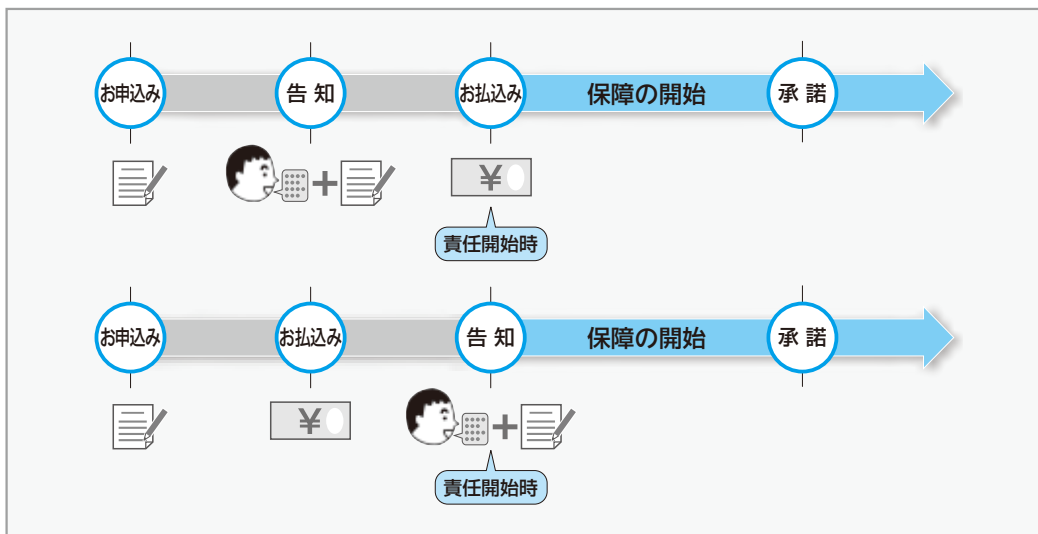 お申込み
告知
お払込み
保障の開始
承諾
¥
責任開始時
お申込み
お払込み
告知
保障の開始
承諾
¥
責任開始時